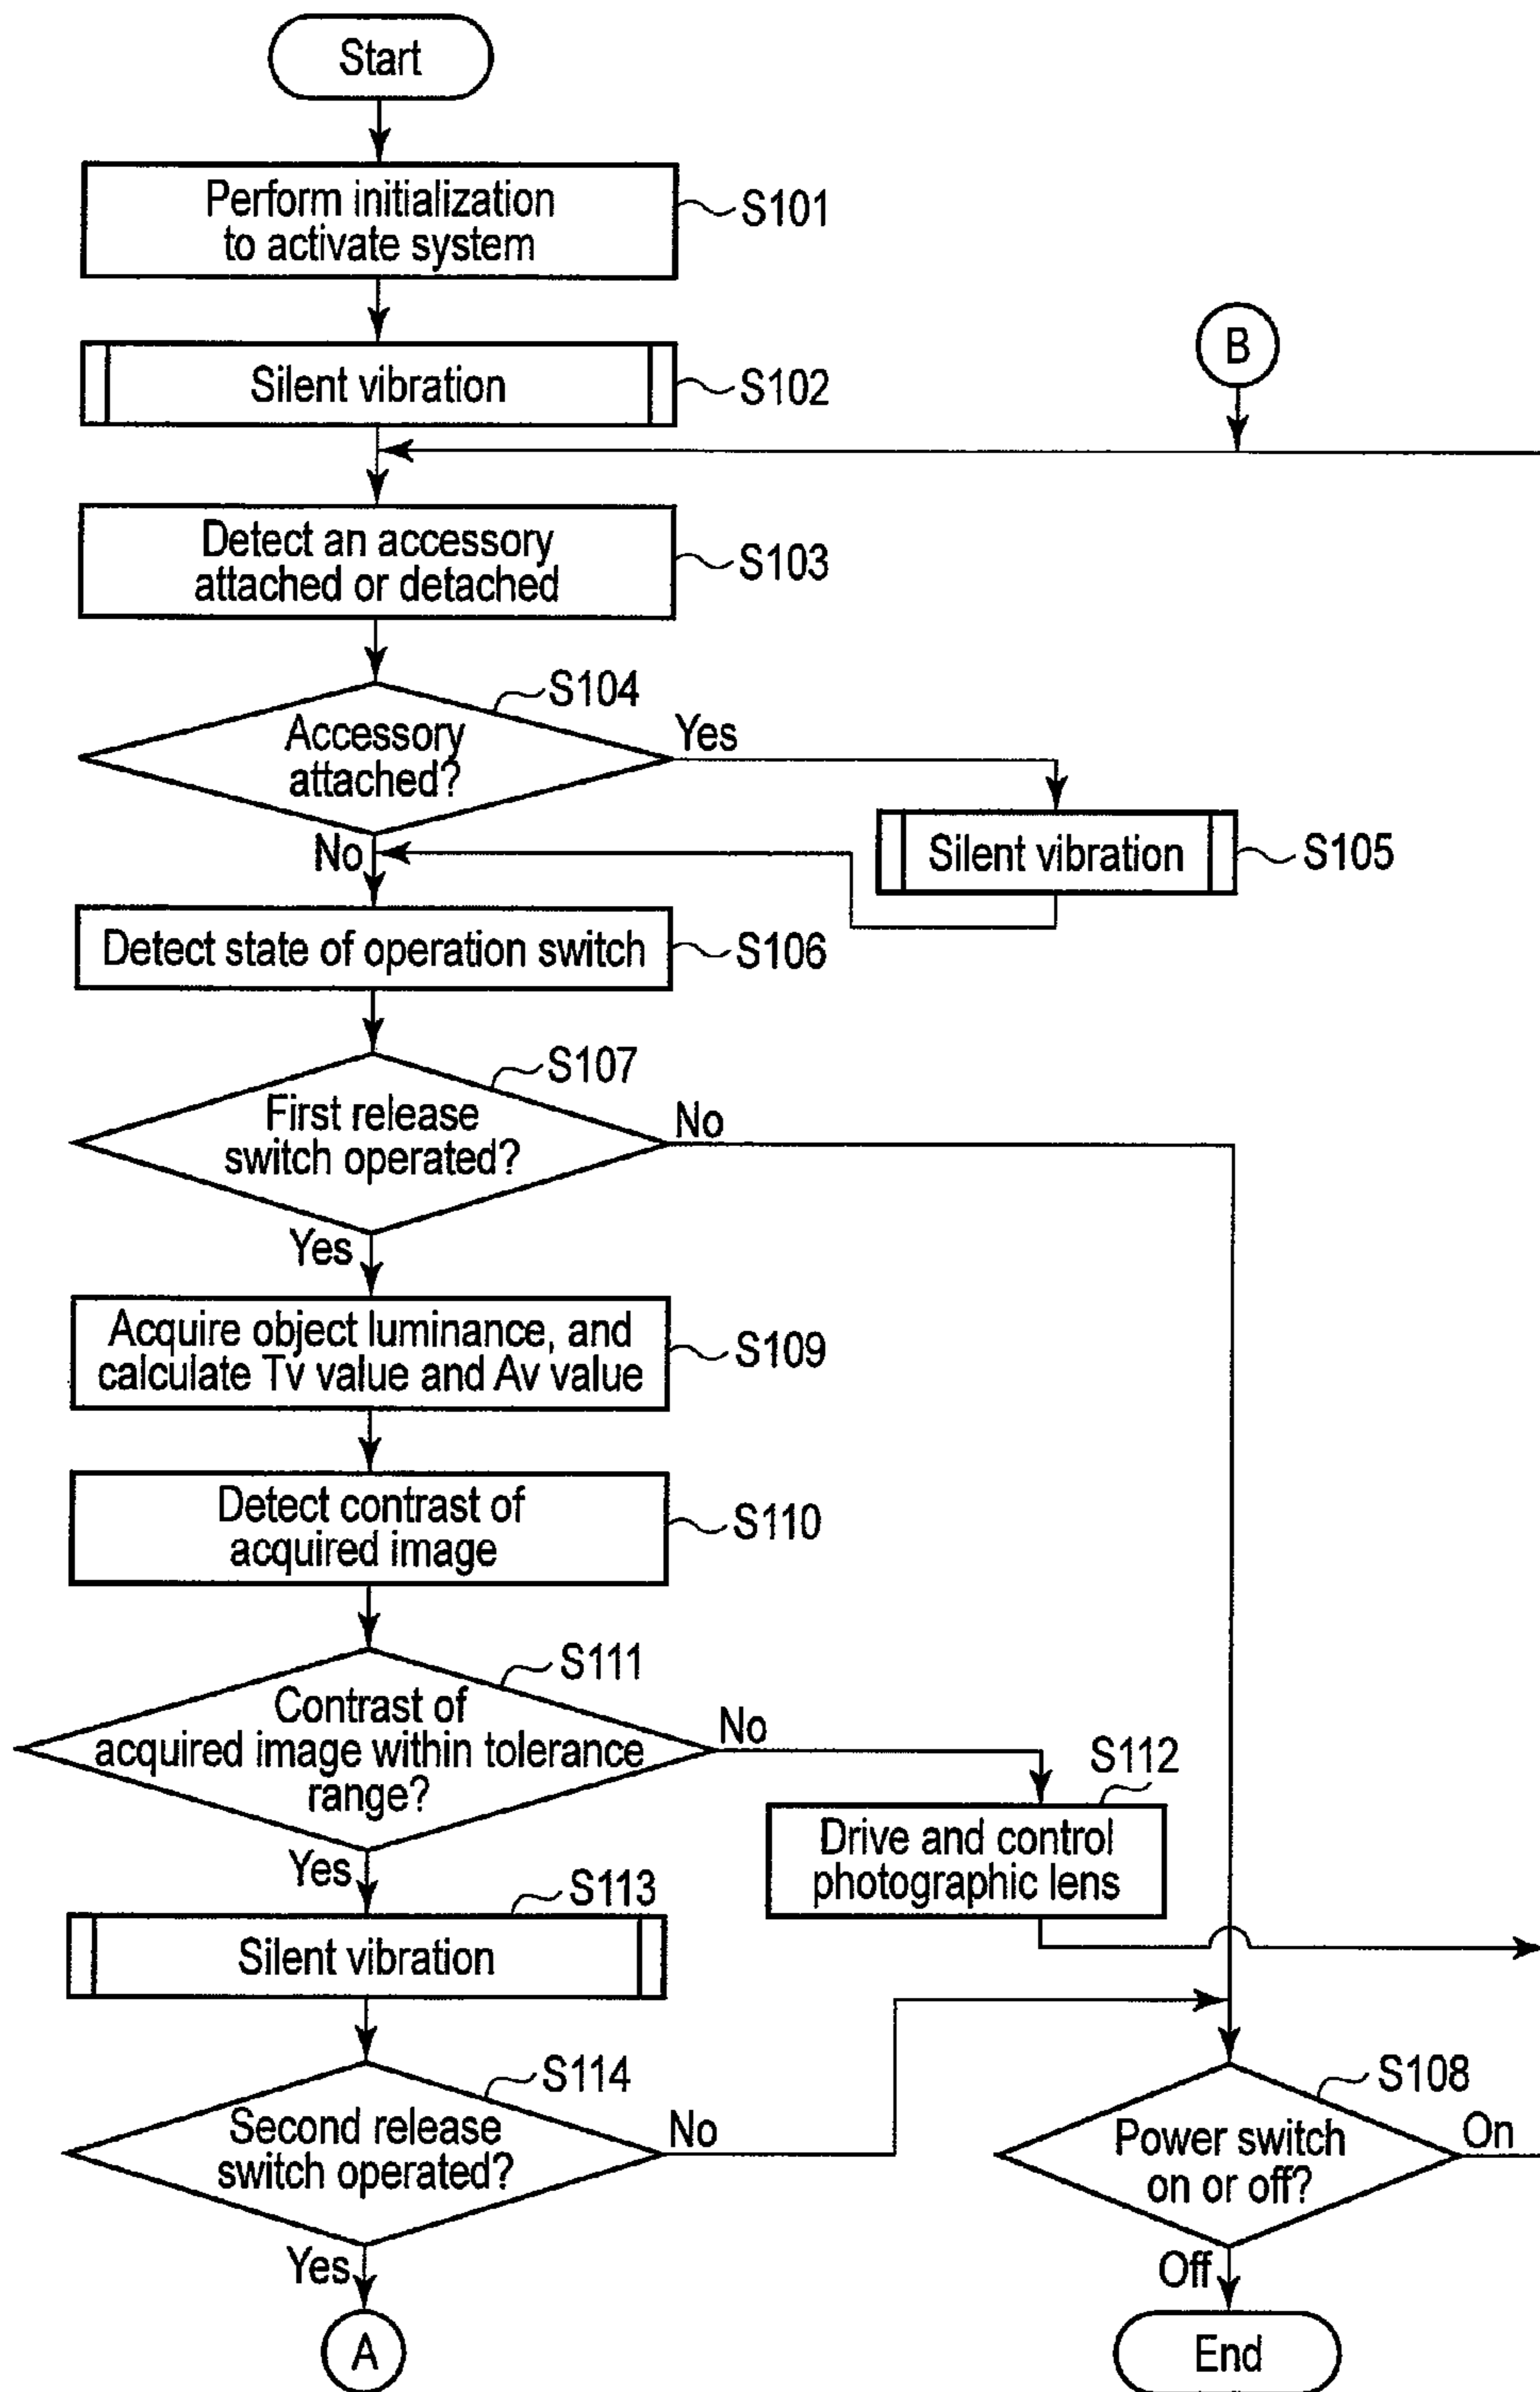 Start
Perform initialization
to activate system
S101
Silent vibration
S102
B
Detect an accessory
attached or detached
S103
S104
Accessory
attached?
Yes
No
Silent vibration
S105
Detect state of operation switch
S106
S107
First release
switch operated?
No
Yes
Acquire object luminance, and
calculate Tv value and Av value
S109
Detect contrast of
acquired image
S110
S111
Contrast of
acquired image within tolerance
range?
No
Yes
S112
Drive and control
photographic lens
S113
Silent vibration
S114
Second release
switch operated?
No
Yes
A
S108
Power switch
on or off?
On
Off
End